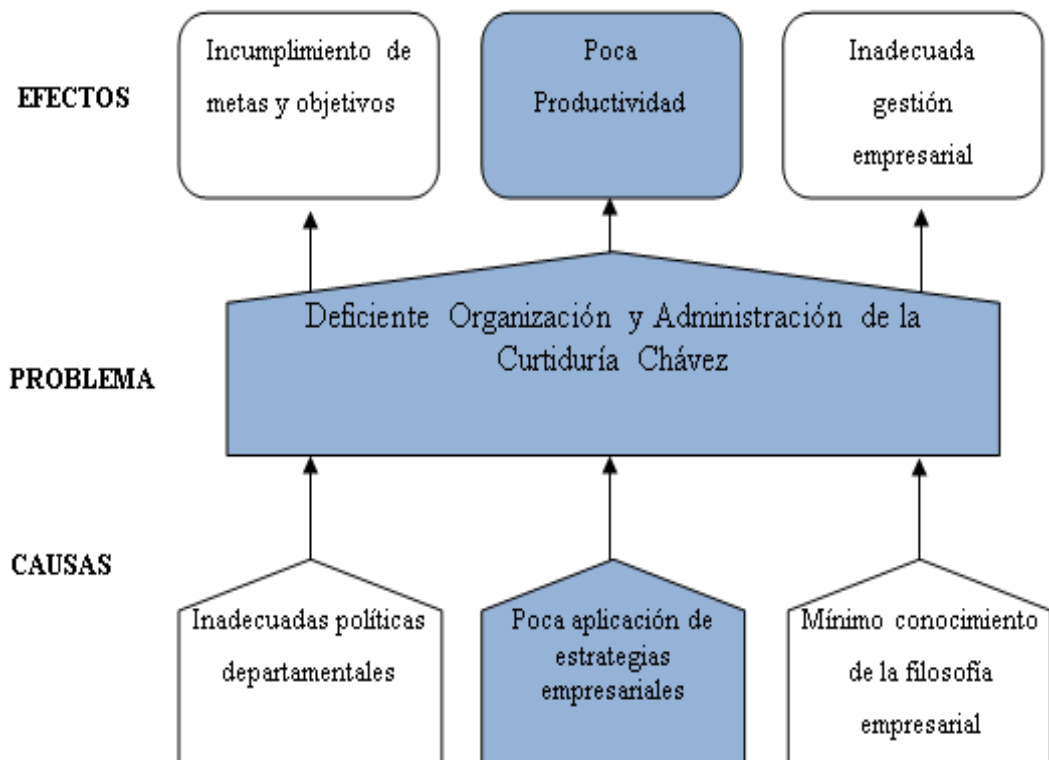 EFECTOS
Incumplimiento de
metas y objetivos
Poca
Productividad
Inadecuada
gestión
empresarial
PROBLEMA
Deficiente Organización y Administración de la
Curtiduría Chávez
CAUSAS
Inadecuadas políticas
departamentales
Poca aplicación de
estrategias
empresariales
Mínimo conocimiento
de la filosofía
empresarial